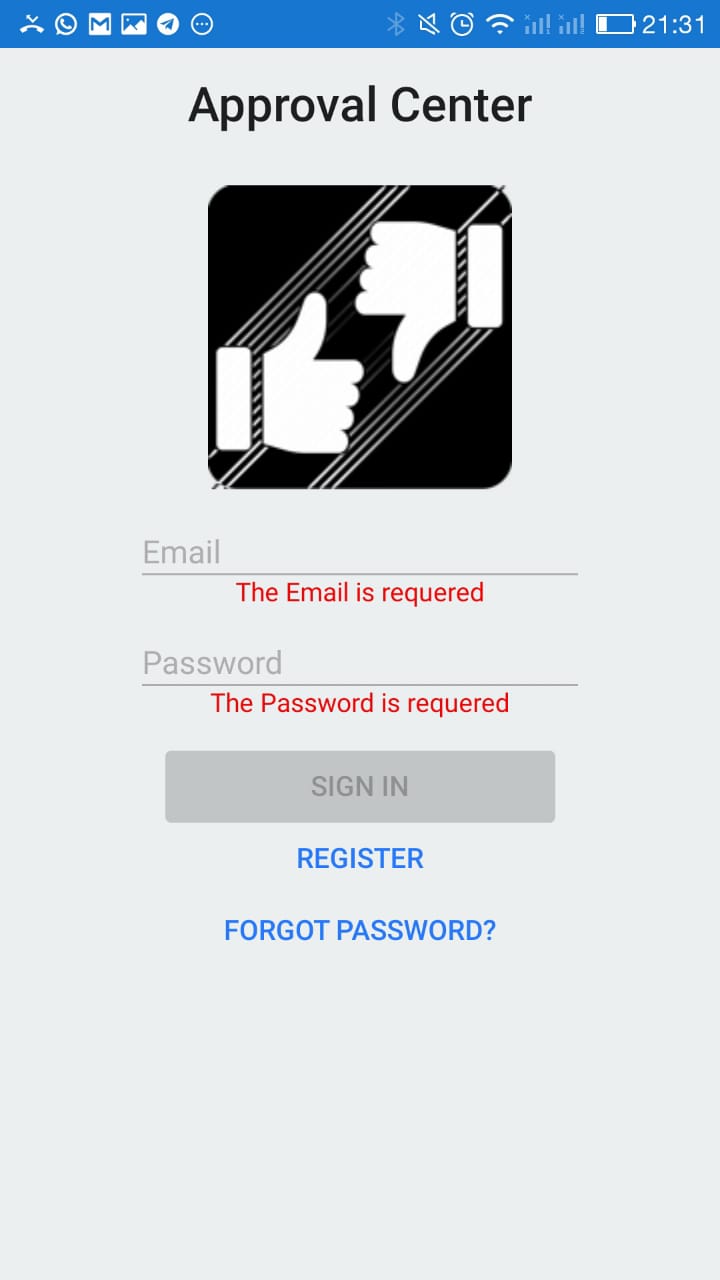 21:31
Approval Center
Email
The Email is requered
Password
The Password is requered
SIGN IN
REGISTER
FORGOT PASSWORD?